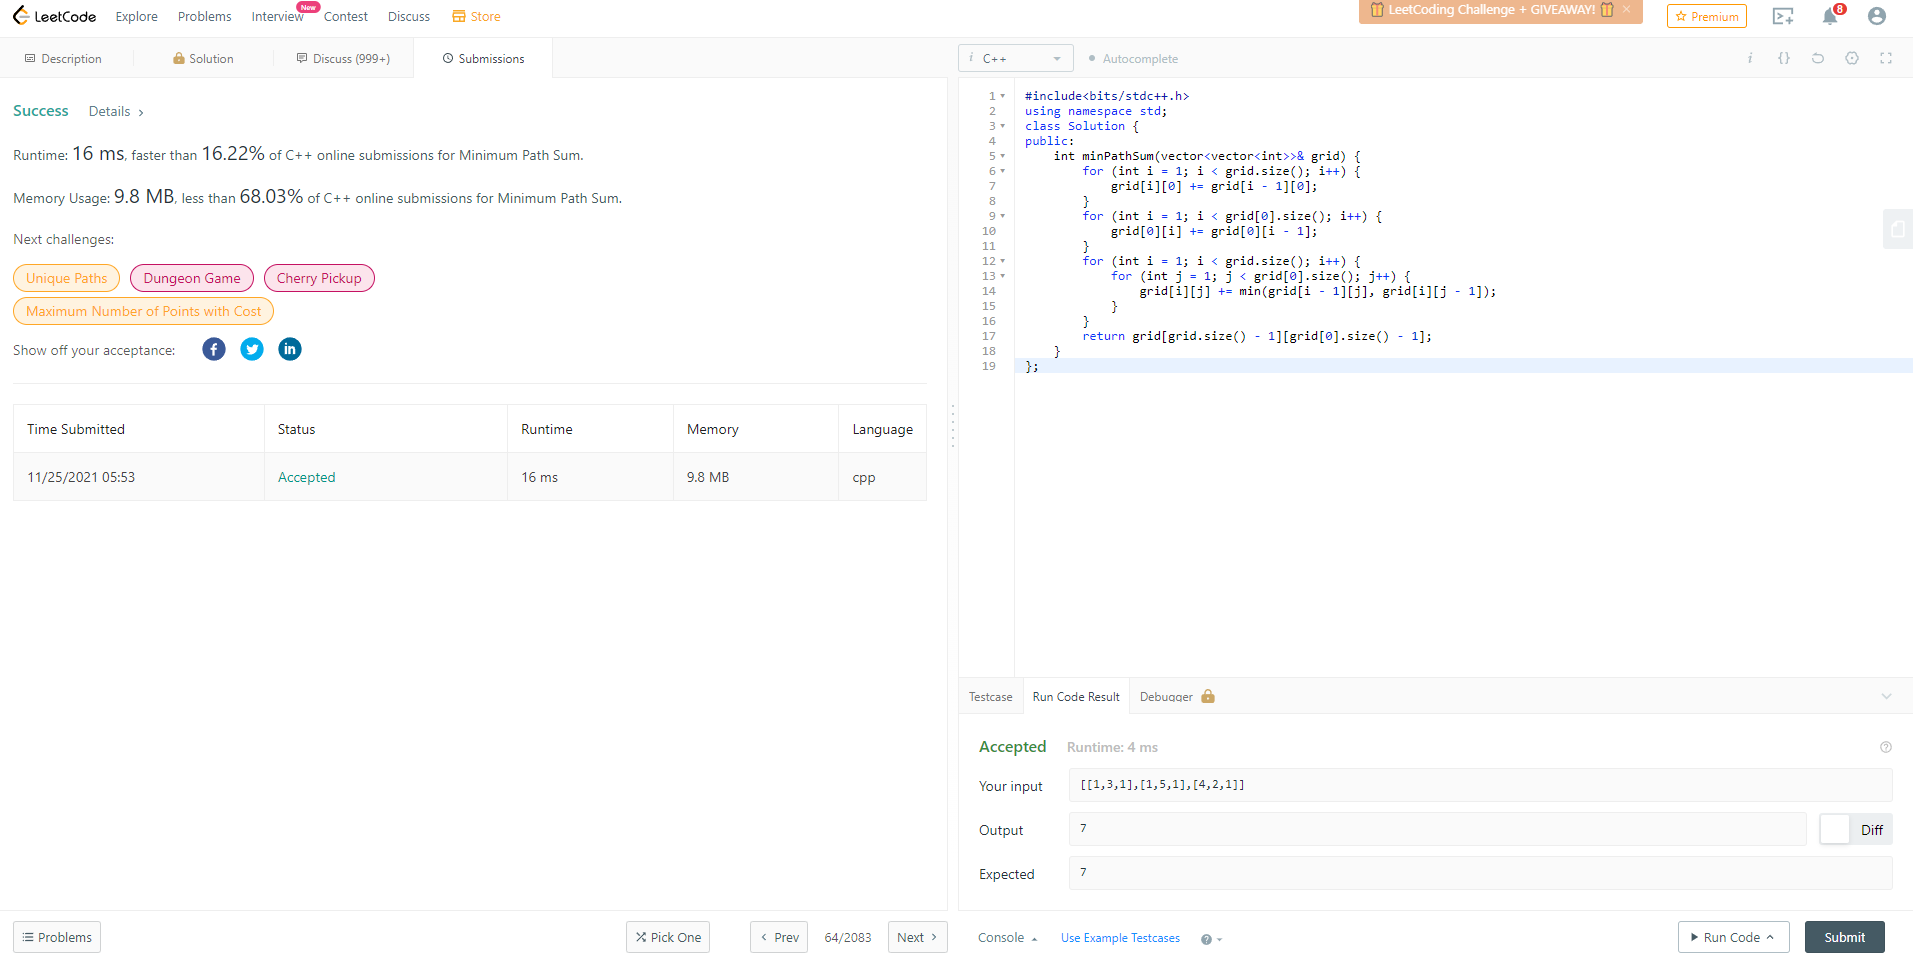 LeetCode Explore Problems Interview New Contest Discuss Store LeetCoding Challenge + GIVEAWAY! × Premium 8
Description Solution Discuss (999+) Submissions
Success Details >
Runtime: 16 ms, faster than 16.22% of C++ online submissions for Minimum Path Sum.
Memory Usage: 9.8 MB, less than 68.03% of C++ online submissions for Minimum Path Sum.
Next challenges:
Unique Paths Dungeon Game Cherry Pickup
Maximum Number of Points with Cost
Show off your acceptance: f in
Time Submitted Status Runtime Memory Language
11/25/2021 05:53 Accepted 16 ms 9.8 MB cpp
Problems Pick One < Prev 64/2083 Next >
i C++ Autocomplete i {}
1 #include<bits/stdc++.h>
2 using namespace std;
3 class Solution {
4 public:
5 int minPathSum(vector<vector<int>>& grid) {
6 for (int i = 1; i < grid.size(); i++) {
7 grid[i][0] += grid[i - 1][0];
8 }
9 for (int i = 1; i < grid[0].size(); i++) {
10 grid[0][i] += grid[0][i - 1];
11 }
12 for (int i = 1; i < grid.size(); i++) {
13 for (int j = 1; j < grid[0].size(); j++) {
14 grid[i][j] += min(grid[i - 1][j], grid[i][j - 1]);
15 }
16 }
17 return grid[grid.size() - 1][grid[0].size() - 1];
18 }
19 };
Testcase Run Code Result Debugger
Accepted Runtime: 4 ms ?
Your input [[1,3,1],[1,5,1],[4,2,1]]
Output 7 Diff
Expected 7
Console Use Example Testcases ? Run Code Submit